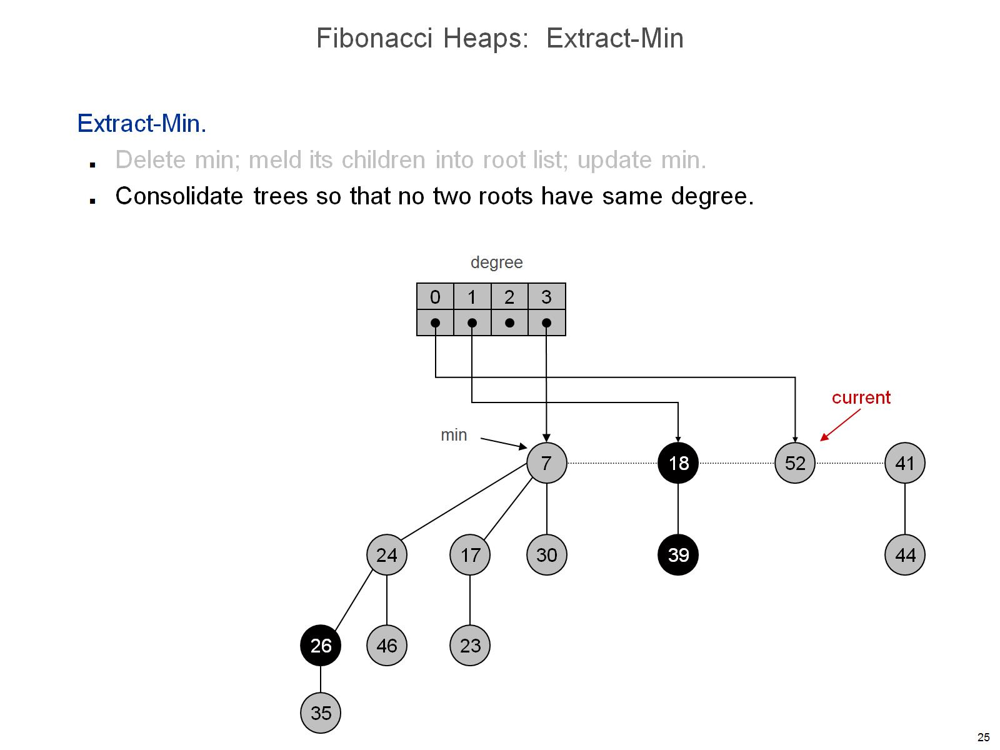 Fibonacci Heaps: Extract-Min
Extract-Min.
Delete min; meld its children into root list; update min.
Consolidate trees so that no two roots have same degree.
degree
0 1 2 3
current
min
7 18 52 41
24 17 30 39 44
26 46 23
35
25